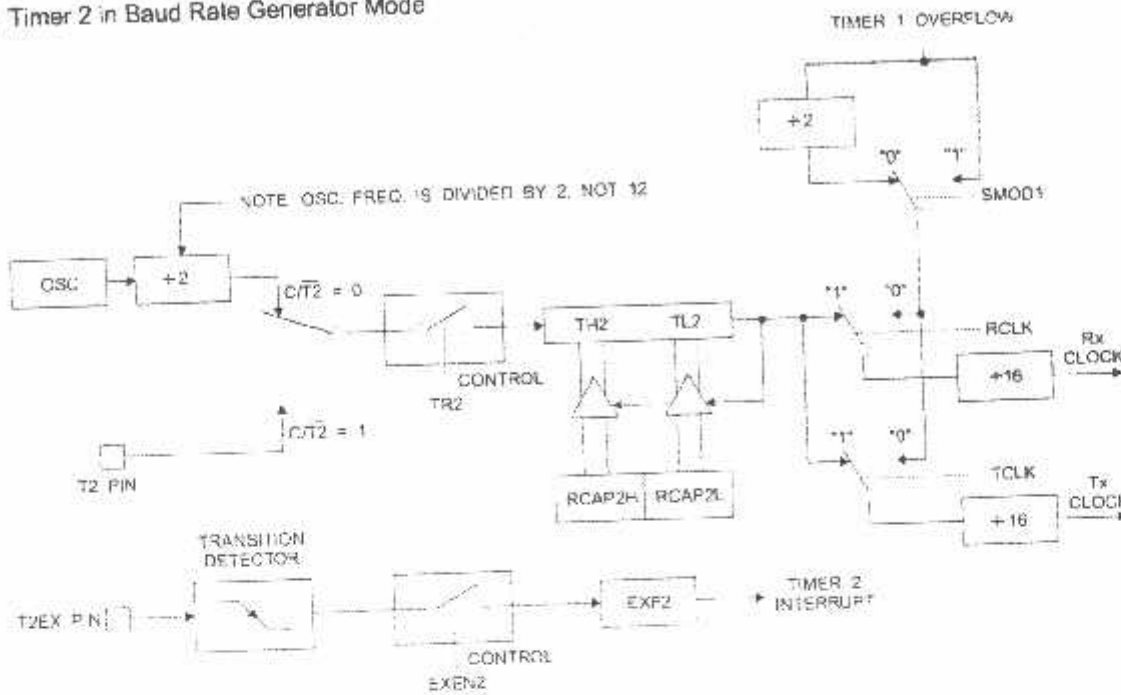 Timer 2 in Baud Rate Generator Mode
TIMER 1 OVERFLOW
÷2
"0"
"1"
SMOD1
NOTE OSC. FREQ. IS DIVIDED BY 2, NOT 12
OSC
÷2
C/T̅2̅ = 0
TH2
TL2
"1"
"0"
RCLK
Rx
CLOCK
÷16
CONTROL
TR2
C/T̅2̅ = 1
T2 PIN
"1"
"0"
TCLK
Tx
CLOCK
÷16
RCAP2H
RCAP2L
TRANSITION
DETECTOR
T2EX PIN
EXF2
TIMER 2
INTERRUPT
CONTROL
EXEN2